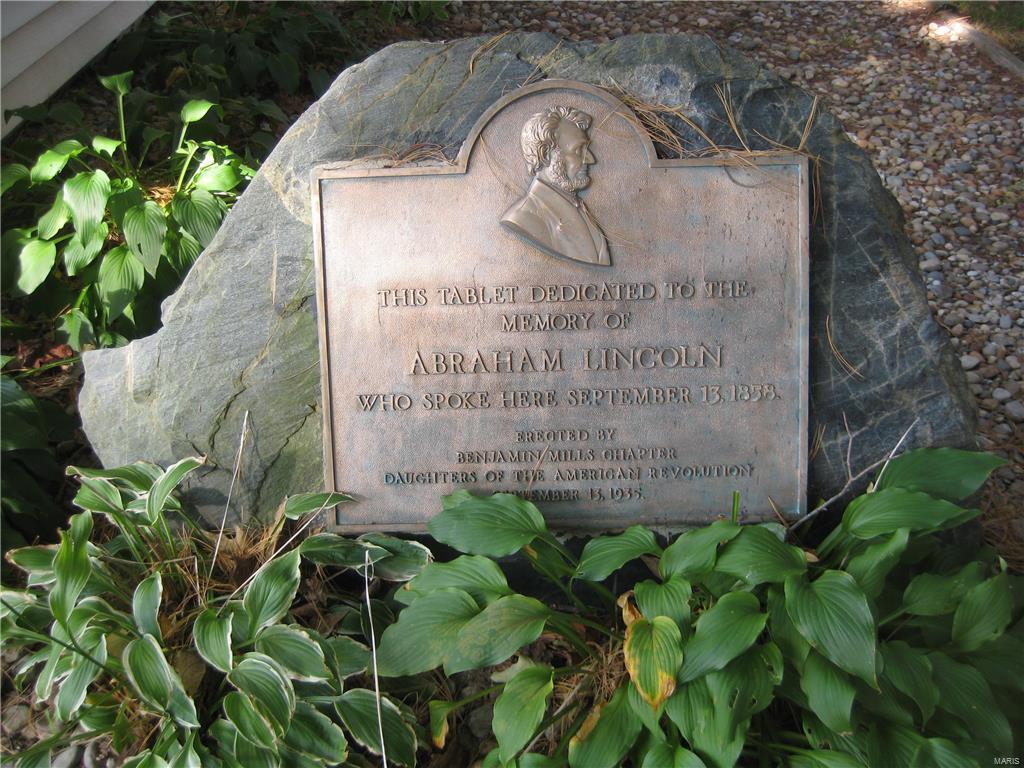 THIS TABLET DEDICATED TO THE
MEMORY OF
ABRAHAM LINCOLN
WHO SPOKE HERE SEPTEMBER 13, 1858.
ERECTED BY
BENJAMIN MILLS CHAPTER
DAUGHTERS OF THE AMERICAN REVOLUTION
SEPTEMBER 13, 1935.
MARIS